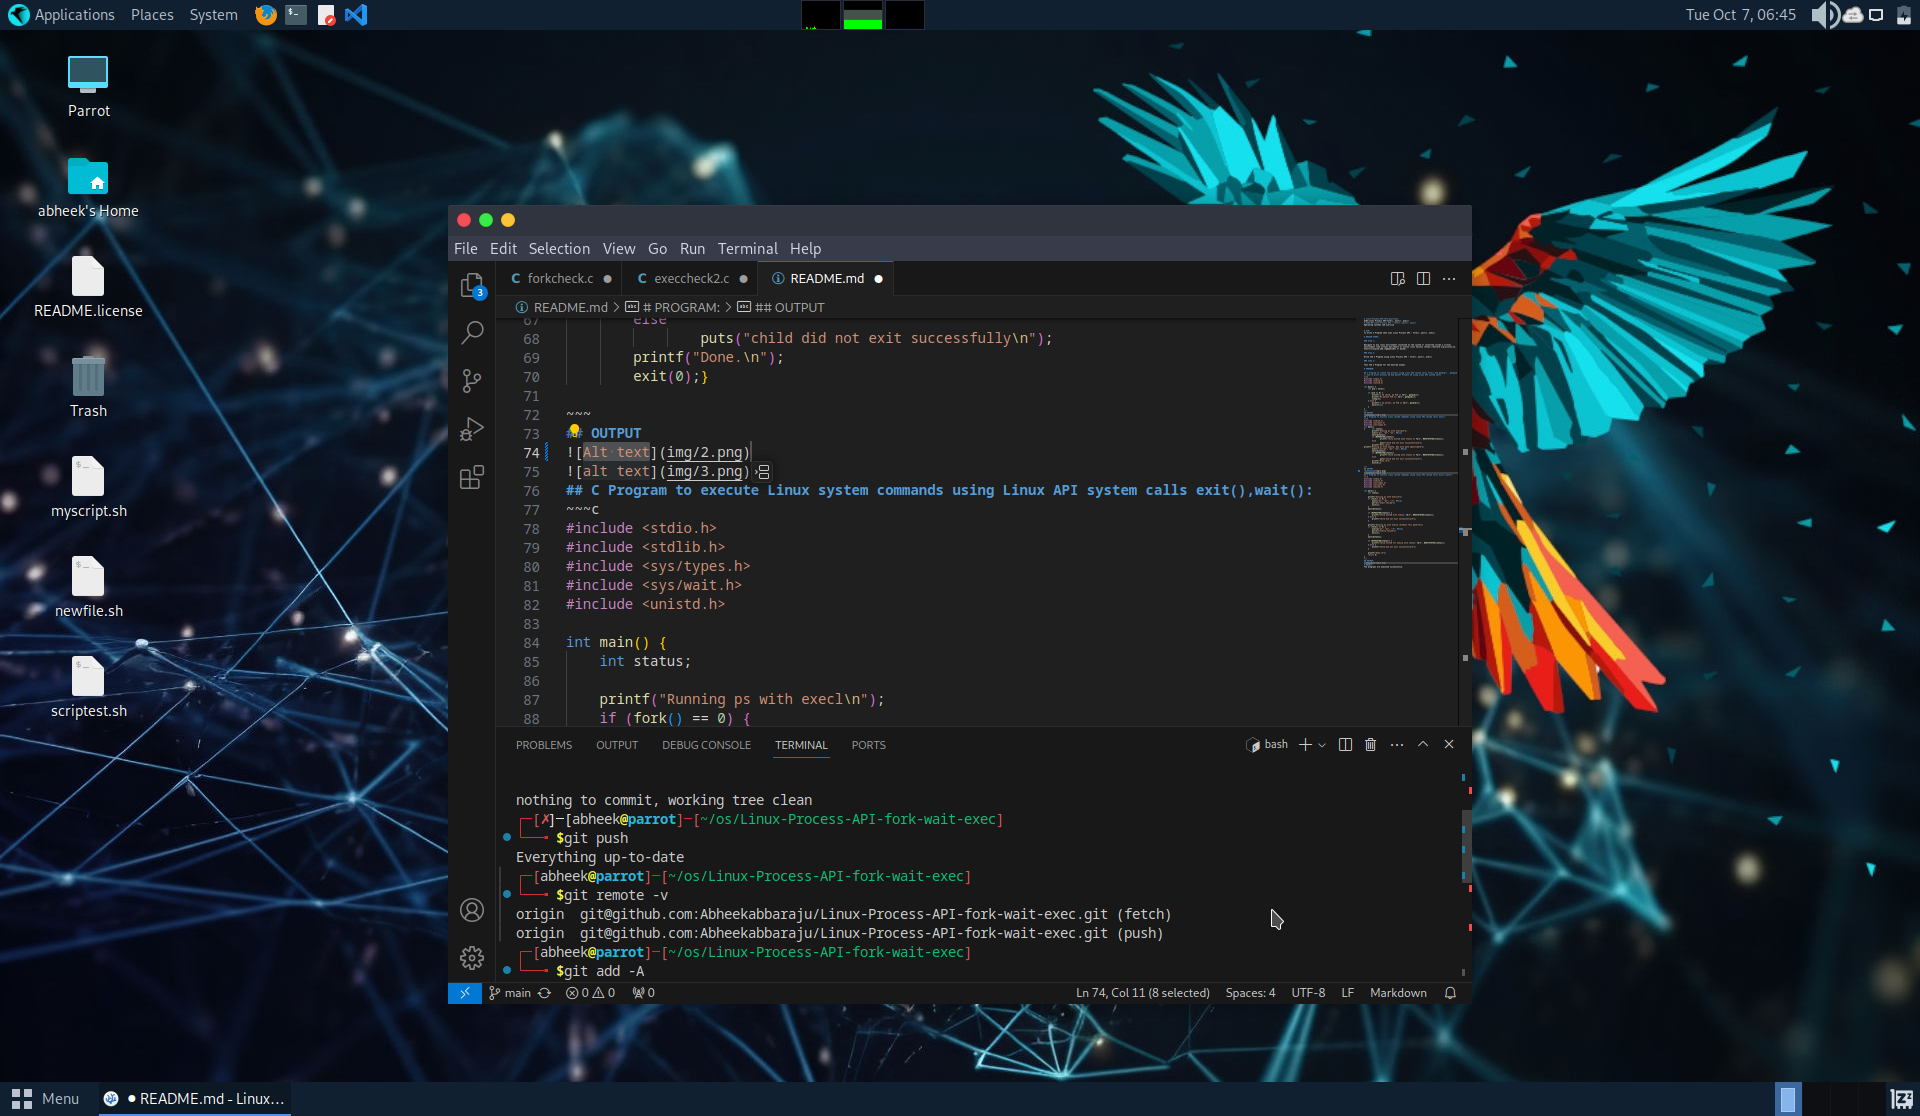 Applications Places System
Tue Oct 7, 06:45
Parrot
abheek's Home
README.license
Trash
myscript.sh
newfile.sh
scriptest.sh
File Edit Selection View Go Run Terminal Help
3
C forkcheck.c ● C execcheck2.c ● README.md ●
README.md > # PROGRAM: > ## OUTPUT
67 else
68 puts("child did not exit successfully\n");
69 printf("Done.\n");
70 exit(0);}
71
72 ~~~
73 ## OUTPUT
74 ![Alt text](img/2.png)
75 ![alt text](img/3.png)
76 ## C Program to execute Linux system commands using Linux API system calls exit(),wait():
77 ~~~c
78 #include <stdio.h>
79 #include <stdlib.h>
80 #include <sys/types.h>
81 #include <sys/wait.h>
82 #include <unistd.h>
83
84 int main() {
85 int status;
86
87 printf("Running ps with execl\n");
88 if (fork() == 0) {
PROBLEMS OUTPUT DEBUG CONSOLE TERMINAL PORTS
bash
nothing to commit, working tree clean
┌─[✗]─[abheek@parrot]─[~/os/Linux-Process-API-fork-wait-exec]
└──╼ $git push
Everything up-to-date
┌─[abheek@parrot]─[~/os/Linux-Process-API-fork-wait-exec]
└──╼ $git remote -v
origin git@github.com:Abheekabbaraju/Linux-Process-API-fork-wait-exec.git (fetch)
origin git@github.com:Abheekabbaraju/Linux-Process-API-fork-wait-exec.git (push)
┌─[abheek@parrot]─[~/os/Linux-Process-API-fork-wait-exec]
└──╼ $git add -A
main 0 0 0 Ln 74, Col 11 (8 selected) Spaces: 4 UTF-8 LF Markdown
Menu ● README.md - Linux...